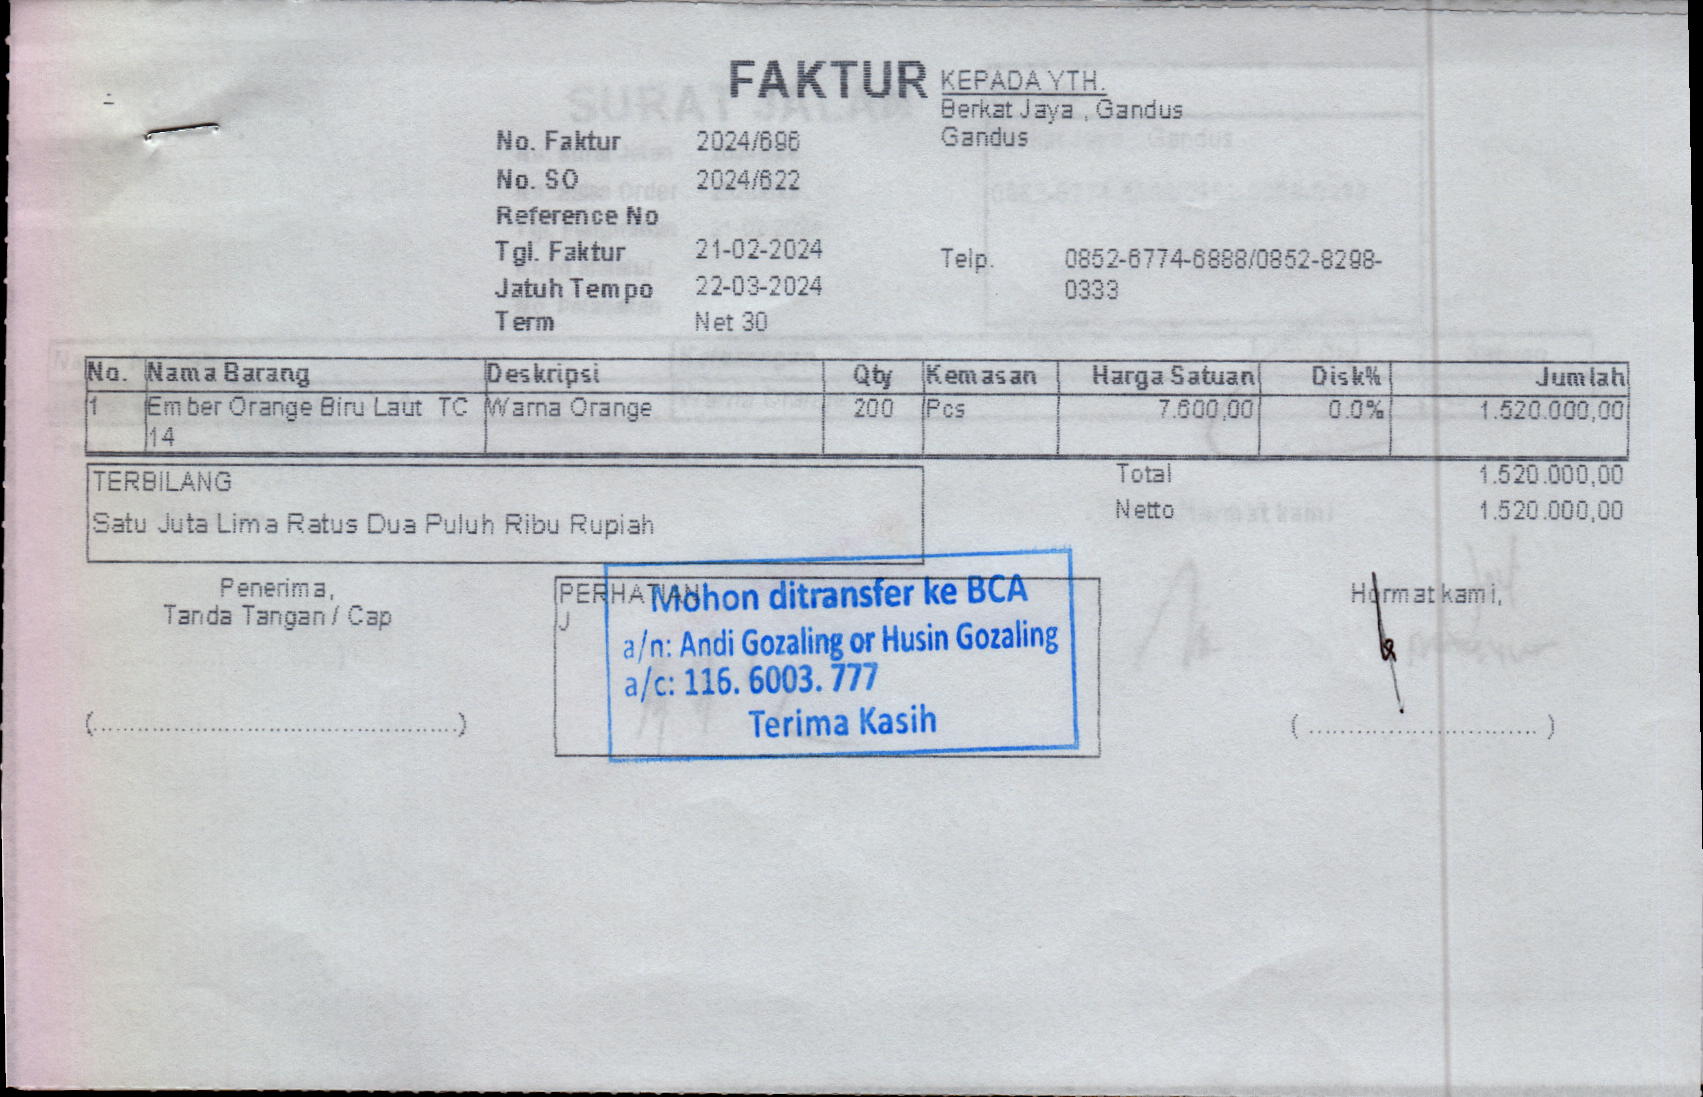 FAKTUR
KEPADA YTH.
Berkat Jaya , Gandus
Gandus
No. Faktur 2024/696
No. SO 2024/622
Reference No
Tgl. Faktur 21-02-2024
Jatuh Tempo 22-03-2024
Term Net 30
Telp. 0852-6774-6888/0852-8298-
0333
No. Nama Barang Deskripsi Qty Kemasan Harga Satuan Disk% Jumlah
1 Ember Orange Biru Laut TC Warna Orange 200 Pcs 7.600,00 0.0% 1.520.000,00
14
TERBILANG
Satu Juta Lima Ratus Dua Puluh Ribu Rupiah
Total 1.520.000,00
Netto 1.520.000,00
Penerima,
Tanda Tangan / Cap
(..............................................)
PERHATIAN
J
Mohon ditransfer ke BCA
a/n: Andi Gozaling or Husin Gozaling
a/c: 116. 6003. 777
Terima Kasih
Hormat kami,
( ............................. )